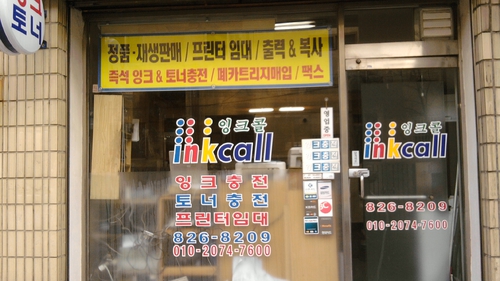 잉크
토너
정품·재생판매 / 프린터 임대 / 출력 & 복사
즉석 잉크 & 토너충전 / 폐카트리지매입 / 팩스
영업중
잉크콜
inkcall
잉크충전
토너충전
프린터임대
826-8209
010-2074-7600
잉크콜
inkcall
826-8209
010-2074-7600